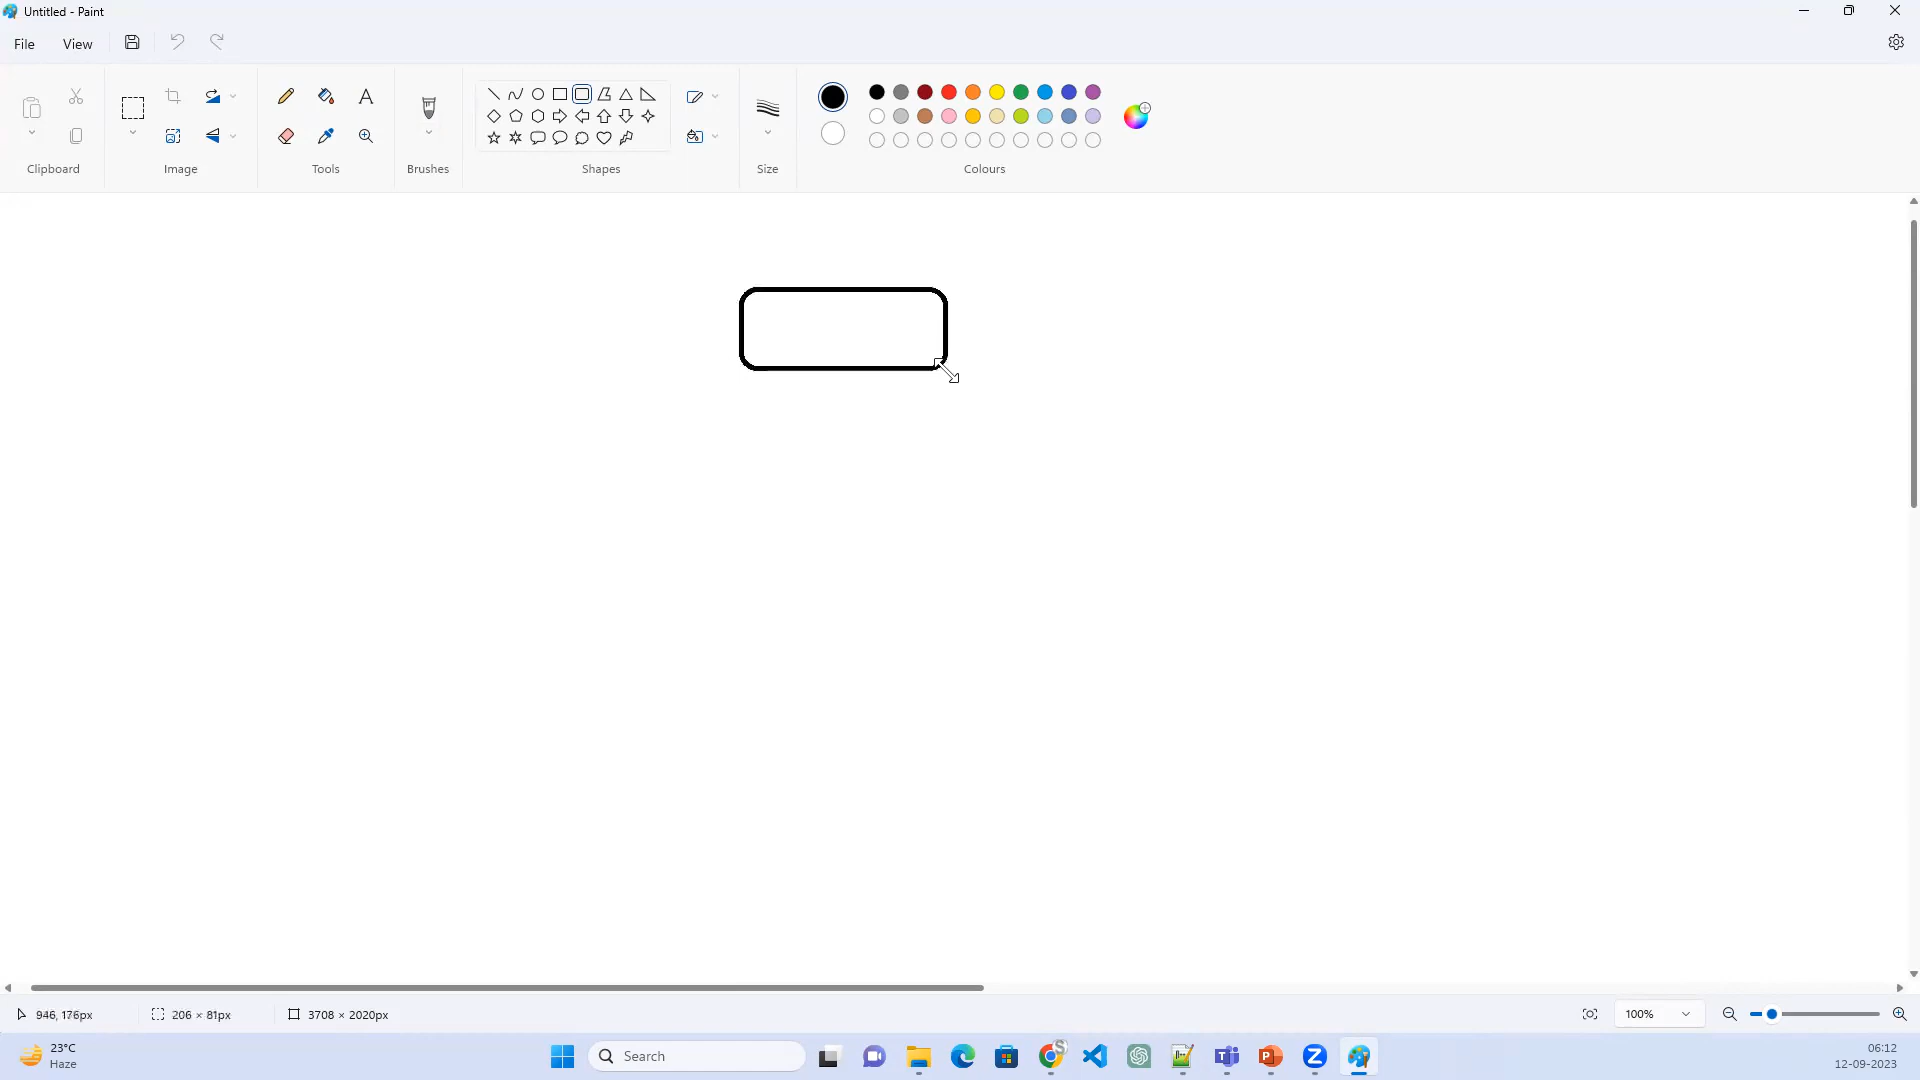 Untitled - Paint
File View
Clipboard
Image
Tools
Brushes
Shapes
Size
Colours
946, 176px 206 × 81px 3708 × 2020px 100%
23°C
Haze
Search
06:12
12-09-2023